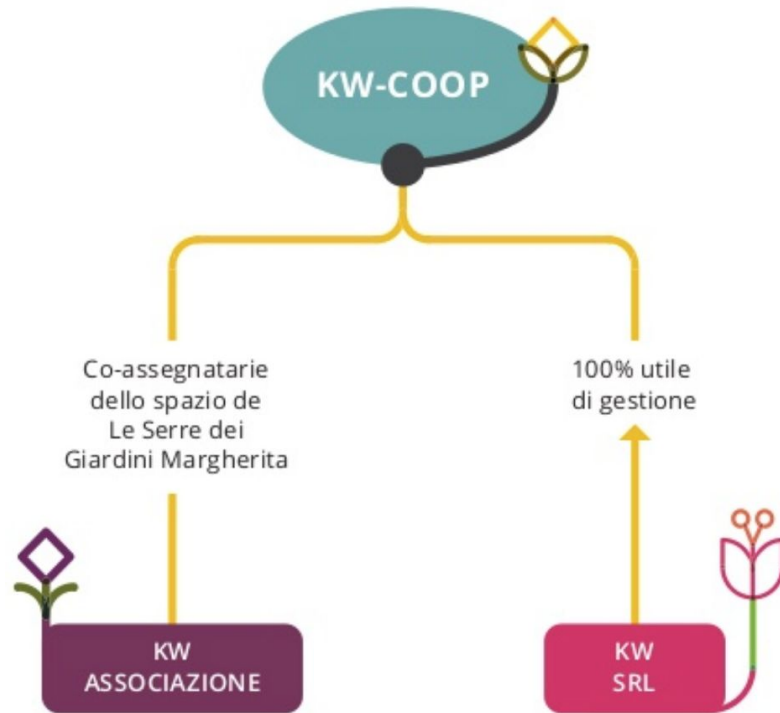 KW-COOP
Co-assegnatarie
dello spazio de
Le Serre dei
Giardini Margherita
100% utile
di gestione
KW
ASSOCIAZIONE
KW
SRL